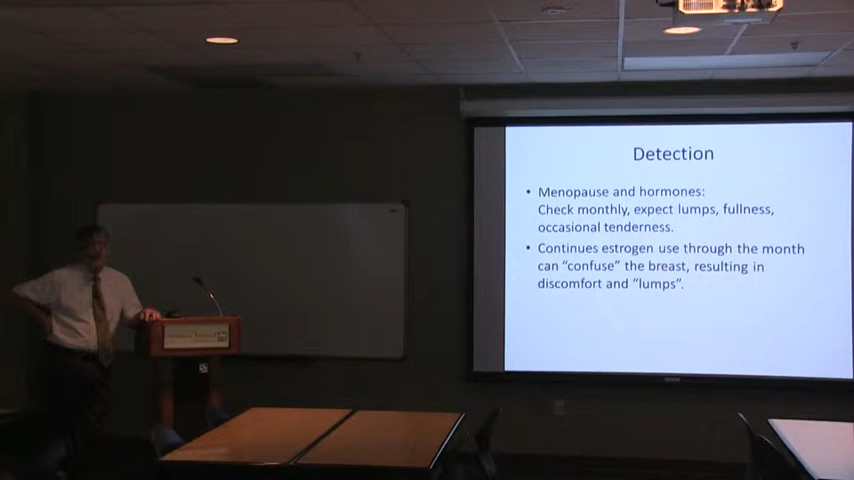 Detection
• Menopause and hormones:
Check monthly, expect lumps, fullness,
occasional tenderness.
• Continues estrogen use through the month
can “confuse” the breast, resulting in
discomfort and “lumps”.